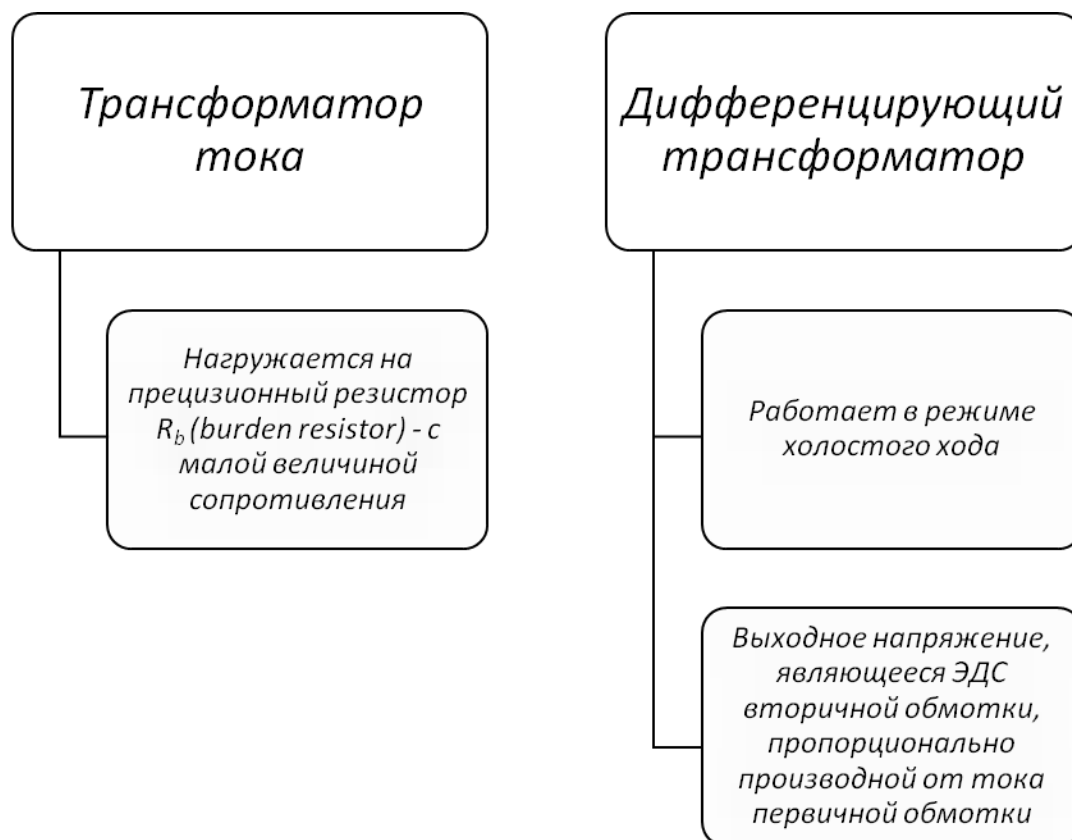 Трансформатор
тока
Дифференцирующий
трансформатор
Нагружается на
прецизионный резистор
Rb (burden resistor) - с
малой величиной
сопротивления
Работает в режиме
холостого хода
Выходное напряжение,
являющееся ЭДС
вторичной обмотки,
пропорционально
производной от тока
первичной обмотки